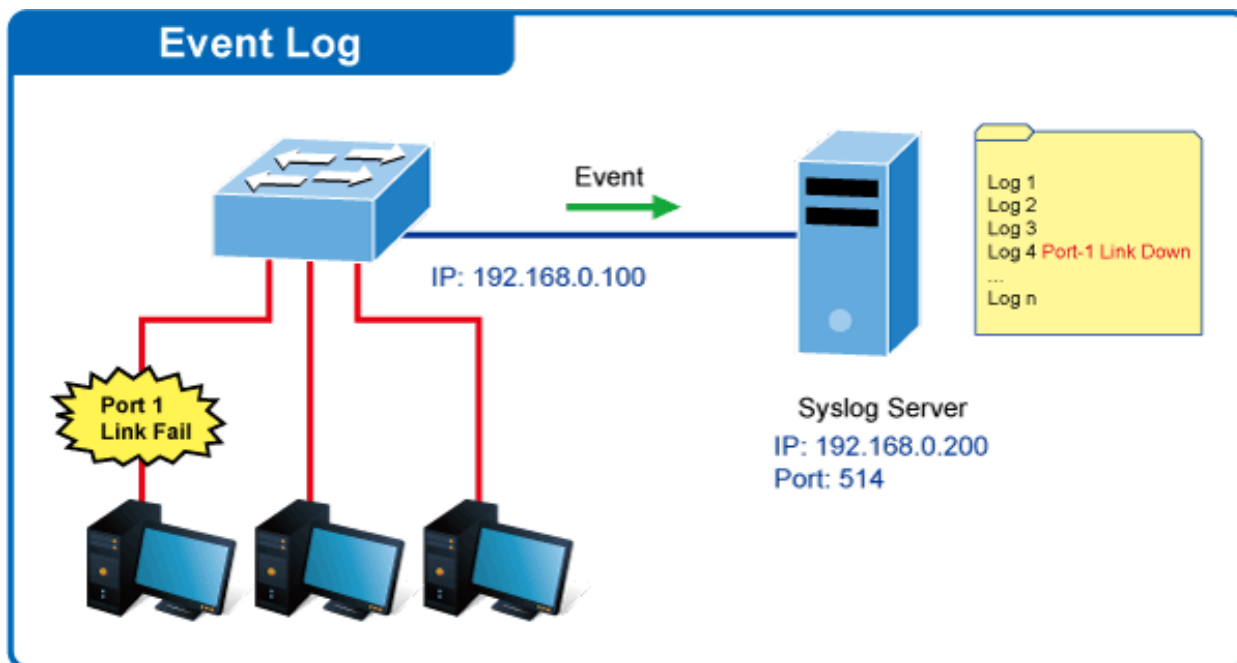 Event Log
Event
IP: 192.168.0.100
Port 1
Link Fail
Log 1
Log 2
Log 3
Log 4 Port-1 Link Down
...
Log n
Syslog Server
IP: 192.168.0.200
Port: 514